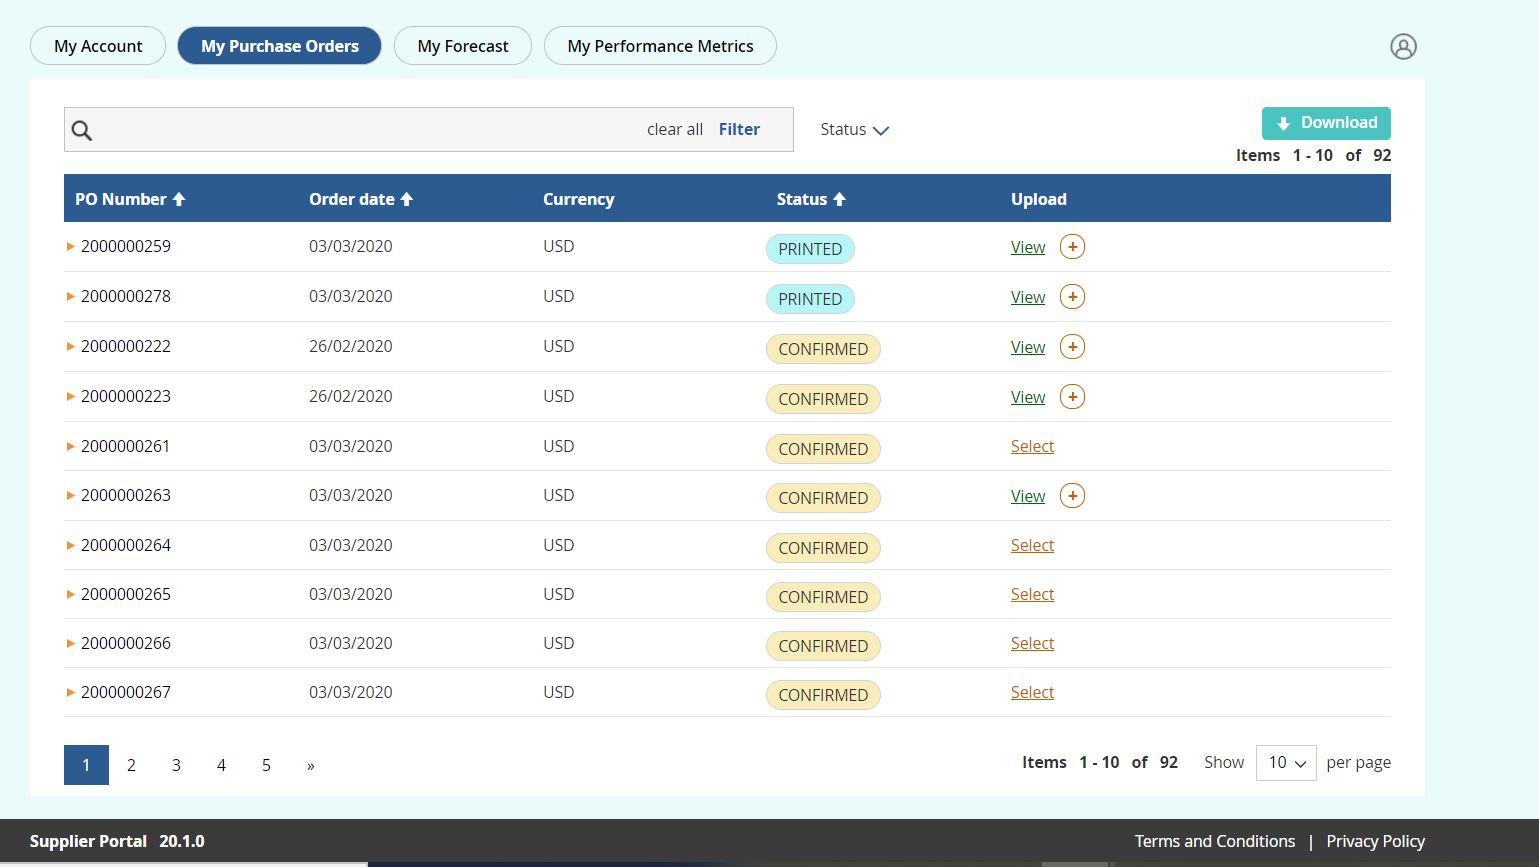 My Account My Purchase Orders My Forecast My Performance Metrics
clear all Filter Status Download
Items 1 - 10 of 92
PO Number Order date Currency Status Upload
2000000259 03/03/2020 USD PRINTED View +
2000000278 03/03/2020 USD PRINTED View +
2000000222 26/02/2020 USD CONFIRMED View +
2000000223 26/02/2020 USD CONFIRMED View +
2000000261 03/03/2020 USD CONFIRMED Select
2000000263 03/03/2020 USD CONFIRMED View +
2000000264 03/03/2020 USD CONFIRMED Select
2000000265 03/03/2020 USD CONFIRMED Select
2000000266 03/03/2020 USD CONFIRMED Select
2000000267 03/03/2020 USD CONFIRMED Select
1 2 3 4 5 » Items 1 - 10 of 92 Show 10 per page
Supplier Portal 20.1.0 Terms and Conditions | Privacy Policy